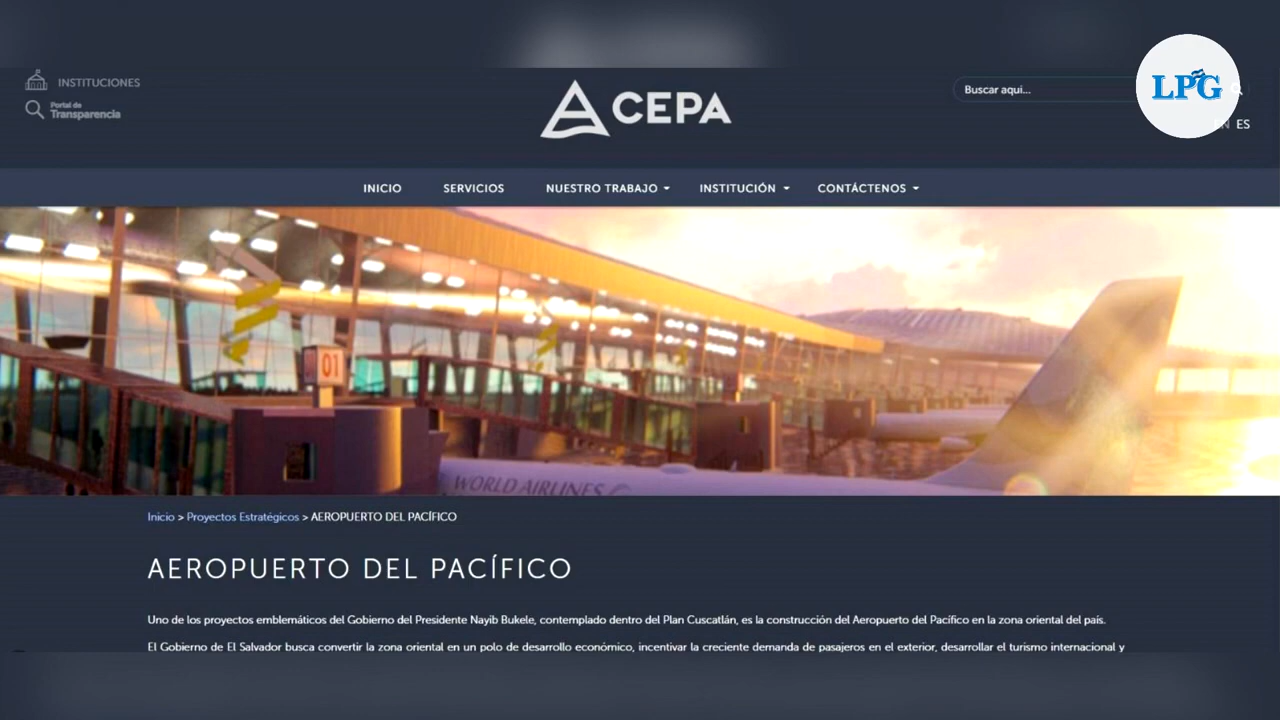 INSTITUCIONES
Portal de
Transparencia
CEPA
Buscar aquí...
LPG
EN ES
INICIO SERVICIOS NUESTRO TRABAJO INSTITUCIÓN CONTÁCTENOS
01
WORLD AIRLINES
Inicio > Proyectos Estratégicos > AEROPUERTO DEL PACÍFICO
AEROPUERTO DEL PACÍFICO
Uno de los proyectos emblemáticos del Gobierno del Presidente Nayib Bukele, contemplado dentro del Plan Cuscatlán, es la construcción del Aeropuerto del Pacífico en la zona oriental del país.
El Gobierno de El Salvador busca convertir la zona oriental en un polo de desarrollo económico, incentivar la creciente demanda de pasajeros en el exterior, desarrollar el turismo internacional y